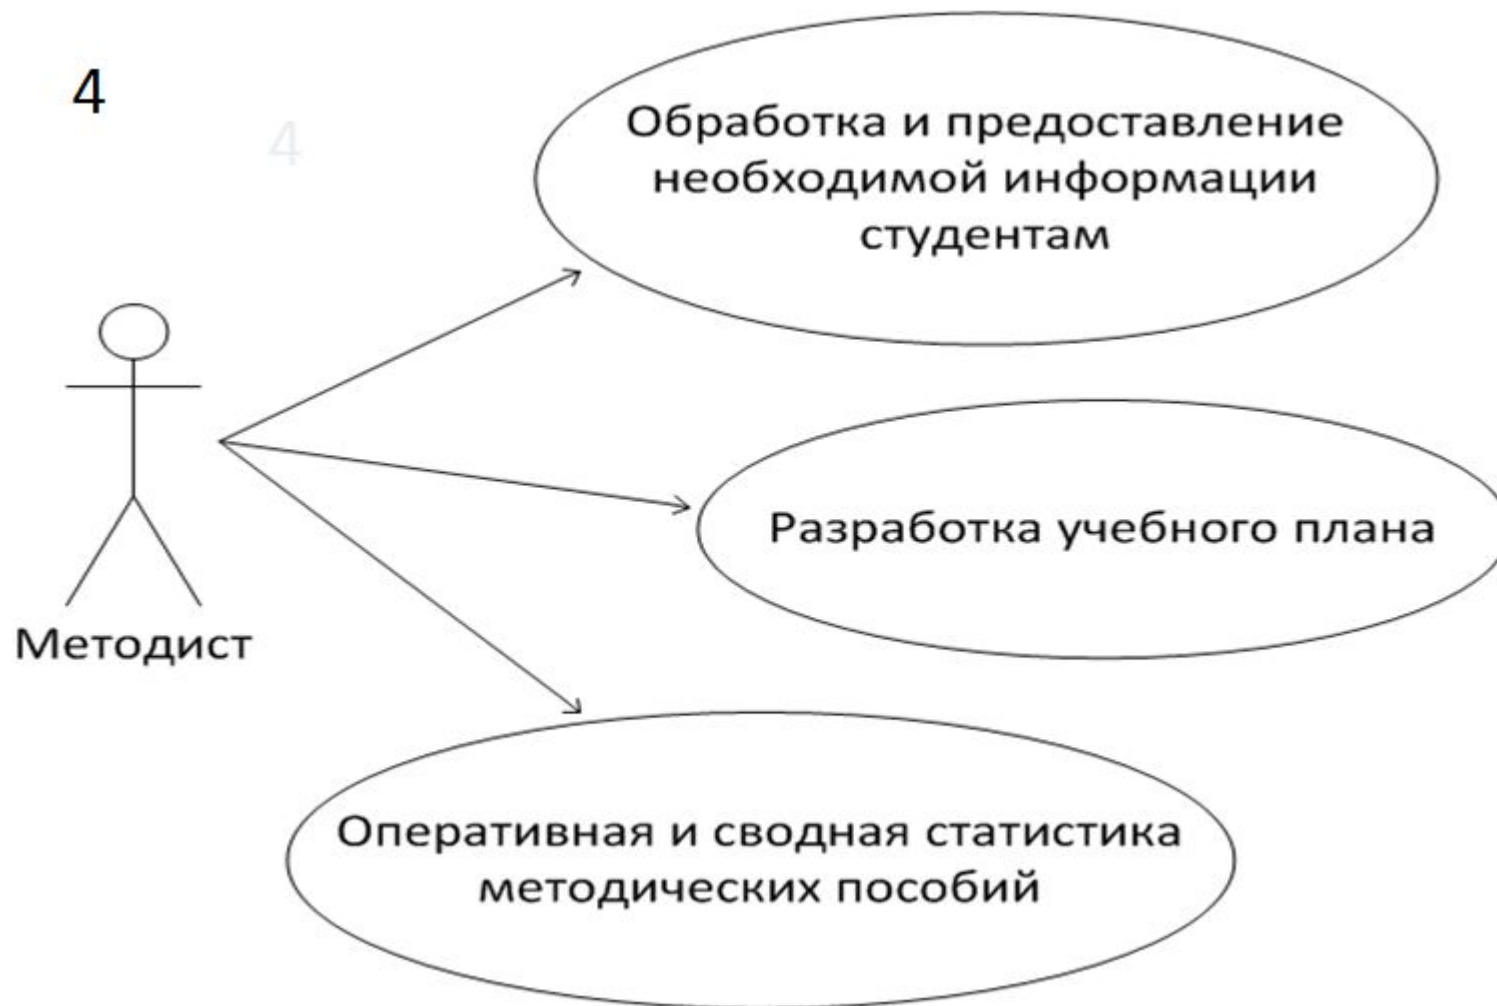 4
4
Обработка и предоставление
необходимой информации
студентам
Методист
Разработка учебного плана
Оперативная и сводная статистика
методических пособий